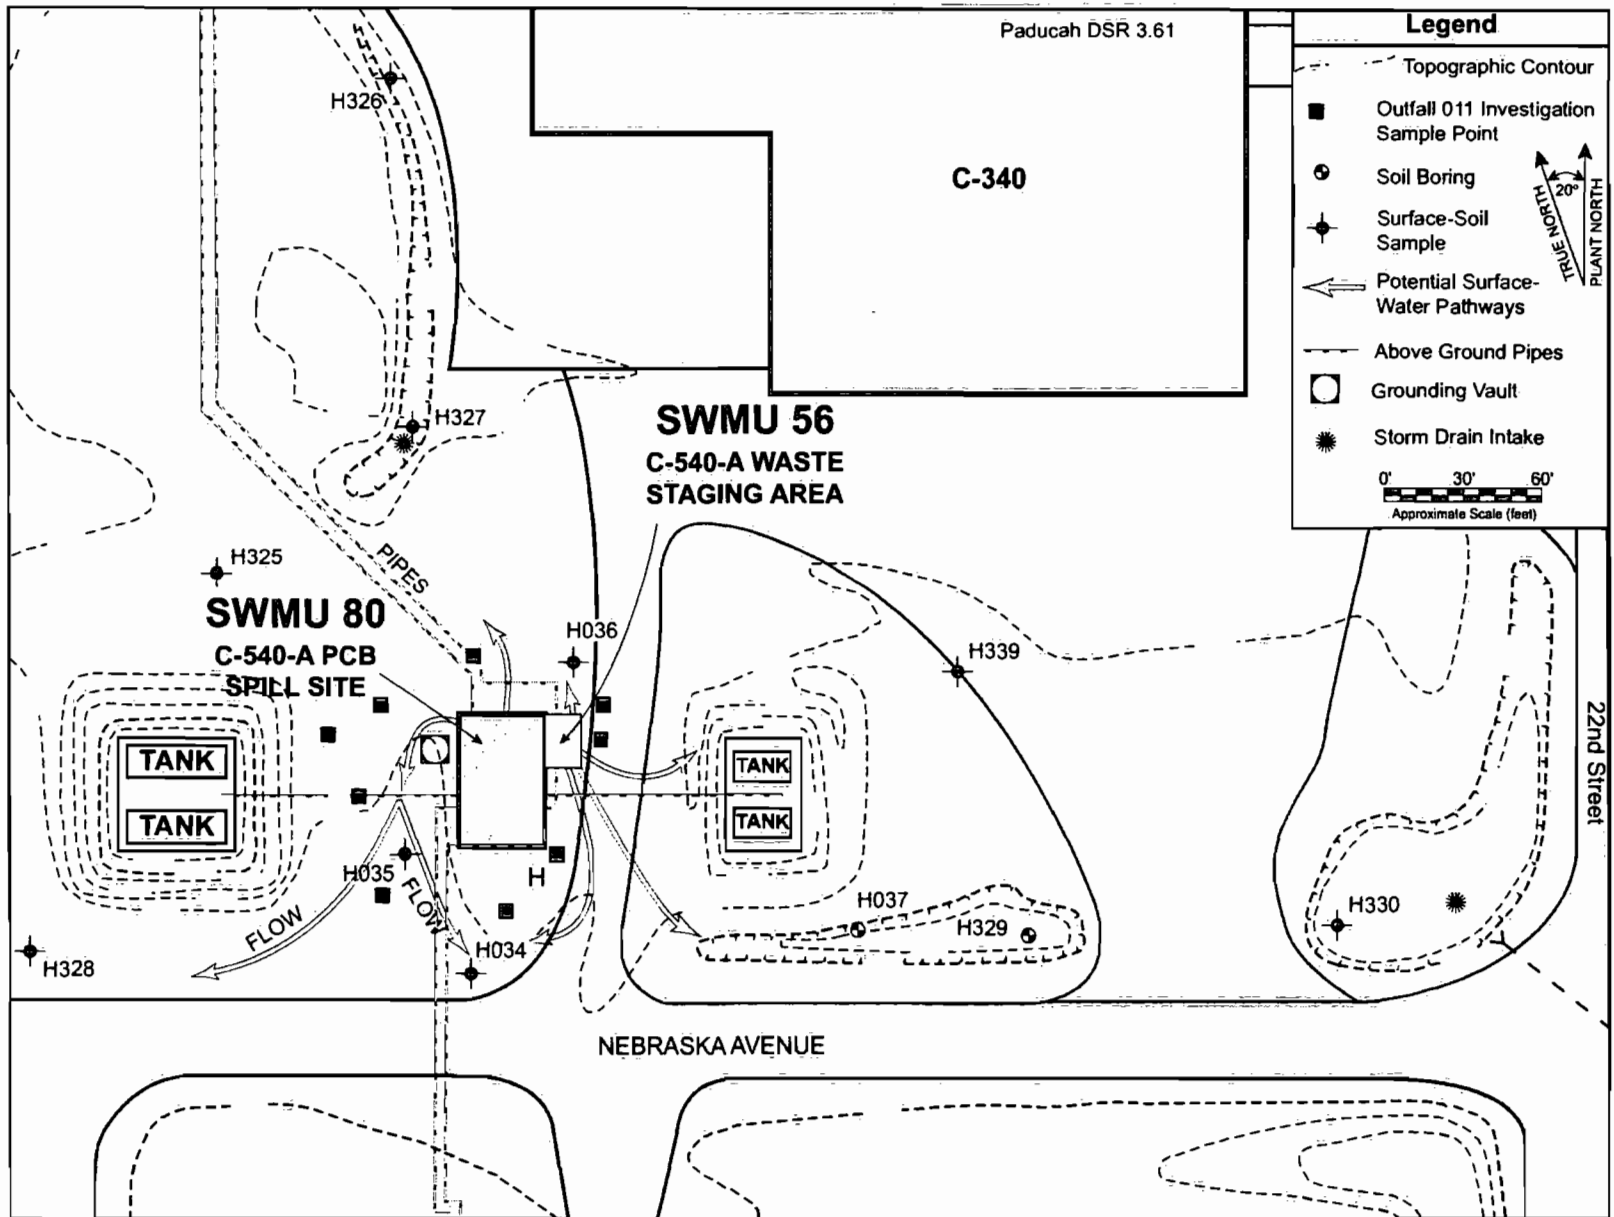 Paducah DSR 3.61
Legend
Topographic Contour
Outfall 011 Investigation
Sample Point
Soil Boring
Surface-Soil
Sample
Potential Surface-
Water Pathways
Above Ground Pipes
Grounding Vault
Storm Drain Intake
20°
TRUE NORTH
PLANT NORTH
0' 30' 60'
Approximate Scale (feet)
H326
C-340
H327
SWMU 56
C-540-A WASTE
STAGING AREA
H325
PIPES
SWMU 80
C-540-A PCB
SPILL SITE
H036
H339
22nd Street
TANK
TANK
TANK
TANK
H035
H
H037
H329
H330
FLOW
FLOW
H034
H328
NEBRASKA AVENUE